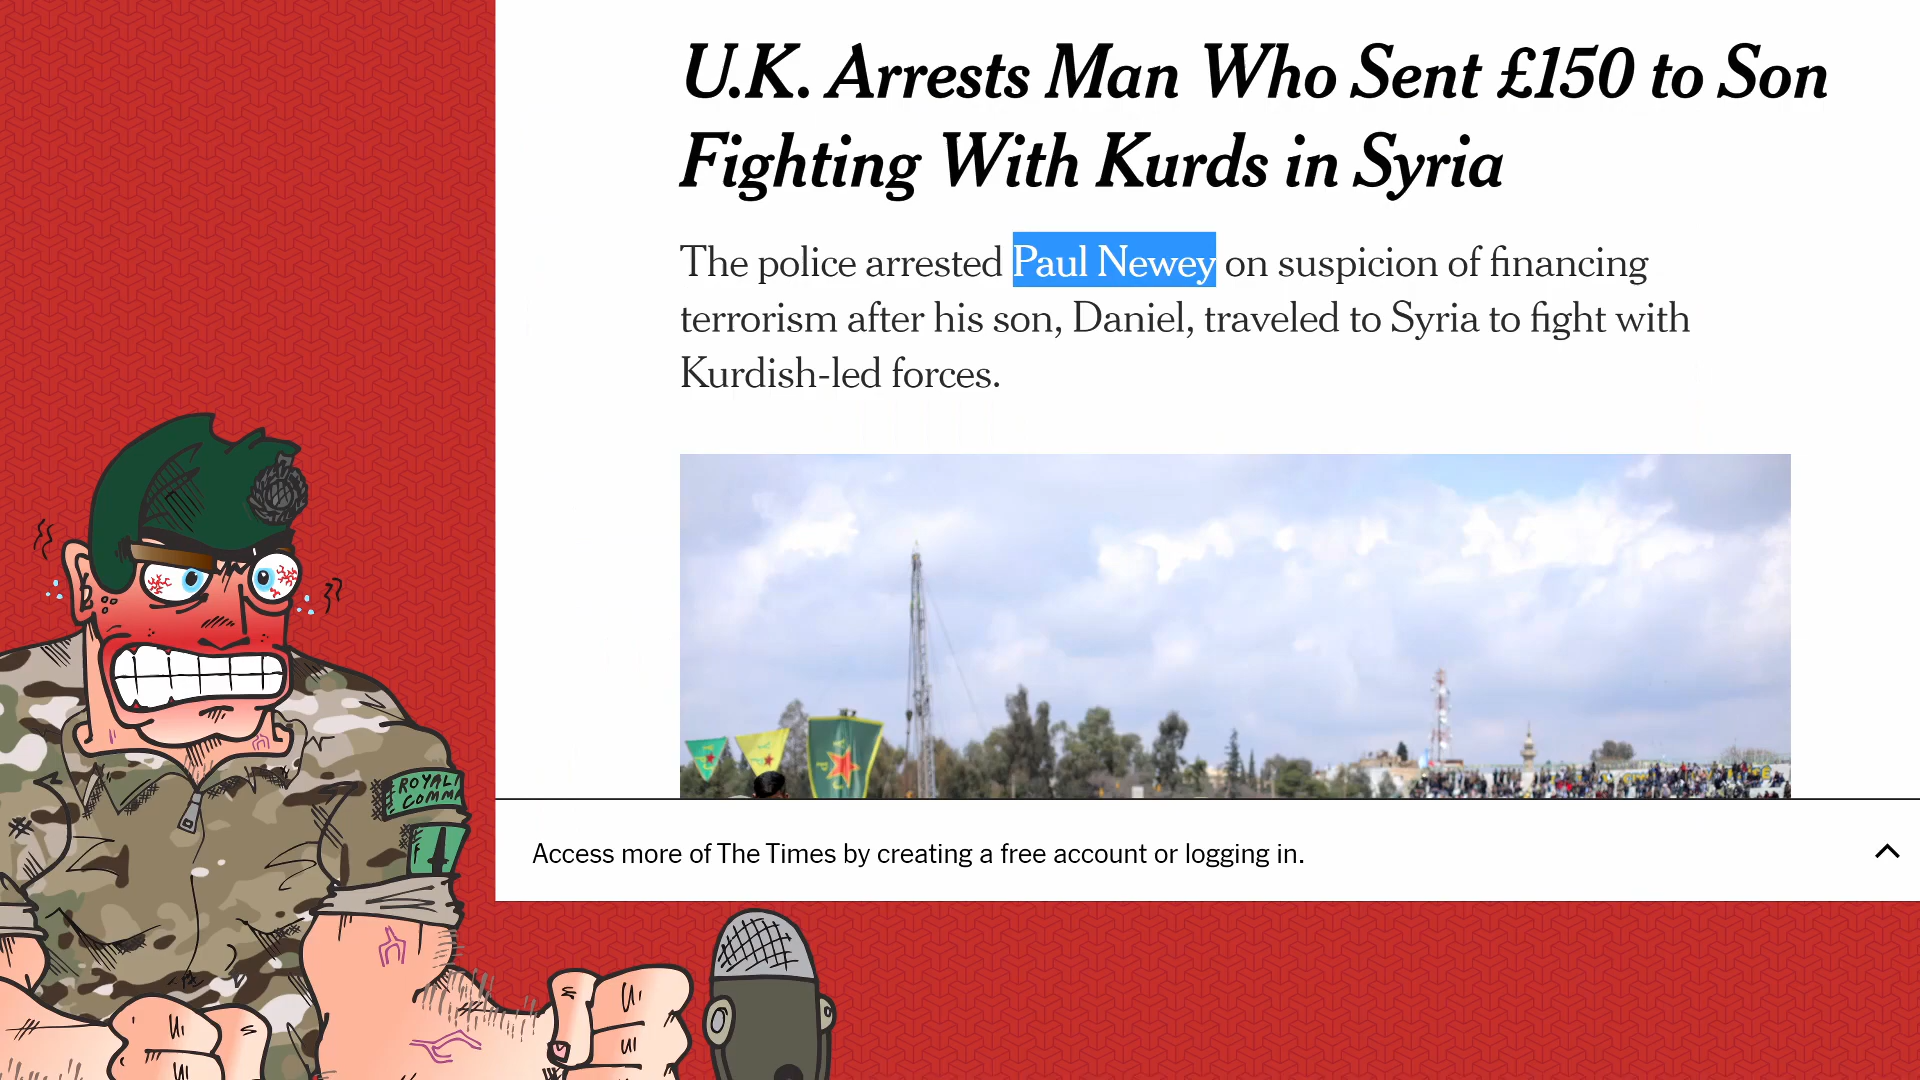 U.K. Arrests Man Who Sent £150 to Son
Fighting With Kurds in Syria
The police arrested Paul Newey on suspicion of financing
terrorism after his son, Daniel, traveled to Syria to fight with
Kurdish-led forces.
ROYAL
COMMA
Access more of The Times by creating a free account or logging in.